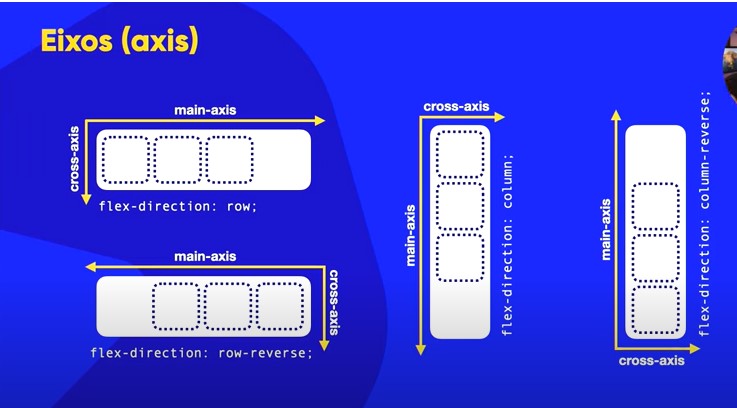 Eixos (axis)
main-axis
cross-axis
flex-direction: row;
main-axis
cross-axis
flex-direction: row-reverse;
cross-axis
main-axis
flex-direction: column;
main-axis
cross-axis
flex-direction: column-reverse;